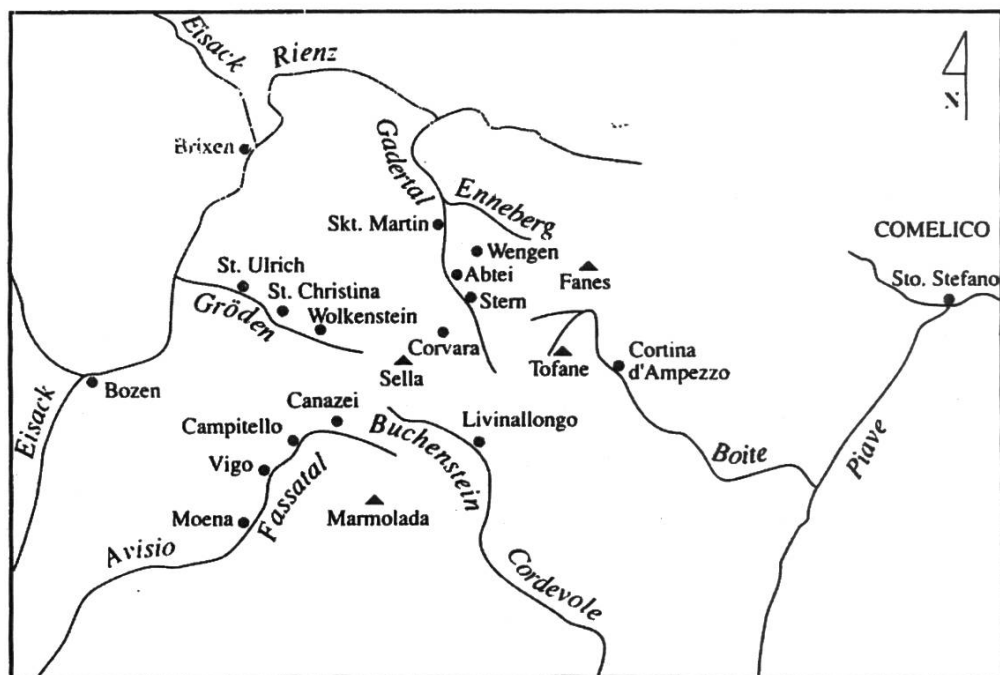 Eisack
Rienz
N
Brixen
Gadertal
Enneberg
Skt. Martin
Wengen
COMELICO
St. Ulrich
Abtei
Fanes
Sto. Stefano
St. Christina
Stern
Gröden
Wolkenstein
Corvara
Sella
Tofane
Cortina
d'Ampezzo
Bozen
Eisack
Canazei
Buchenstein
Campitello
Livinallongo
Vigo
Fassatal
Boite
Piave
Marmolada
Moena
Avisio
Cordevole